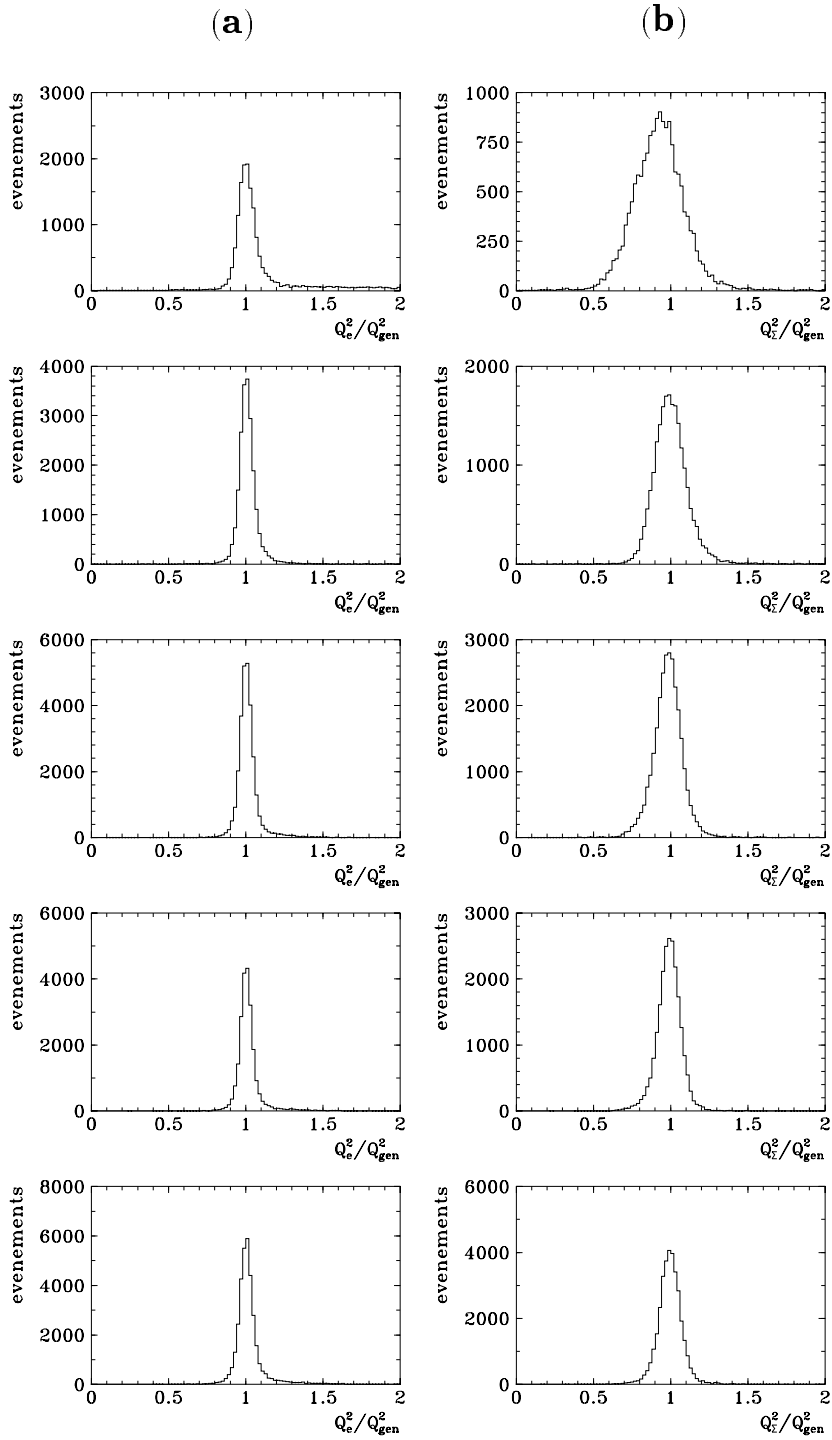 (a) (b)
evenements 3000 2000 1000 0
0 0.5 1 1.5 2
Q²ₑ/Q²gen
evenements 1000 750 500 250 0
0 0.5 1 1.5 2
Q²Σ/Q²gen
evenements 4000 3000 2000 1000 0
0 0.5 1 1.5 2
Q²ₑ/Q²gen
evenements 2000 1000 0
0 0.5 1 1.5 2
Q²Σ/Q²gen
evenements 6000 4000 2000 0
0 0.5 1 1.5 2
Q²ₑ/Q²gen
evenements 3000 2000 1000 0
0 0.5 1 1.5 2
Q²Σ/Q²gen
evenements 6000 4000 2000 0
0 0.5 1 1.5 2
Q²ₑ/Q²gen
evenements 3000 2000 1000 0
0 0.5 1 1.5 2
Q²Σ/Q²gen
evenements 8000 6000 4000 2000 0
0 0.5 1 1.5 2
Q²ₑ/Q²gen
evenements 6000 4000 2000 0
0 0.5 1 1.5 2
Q²Σ/Q²gen